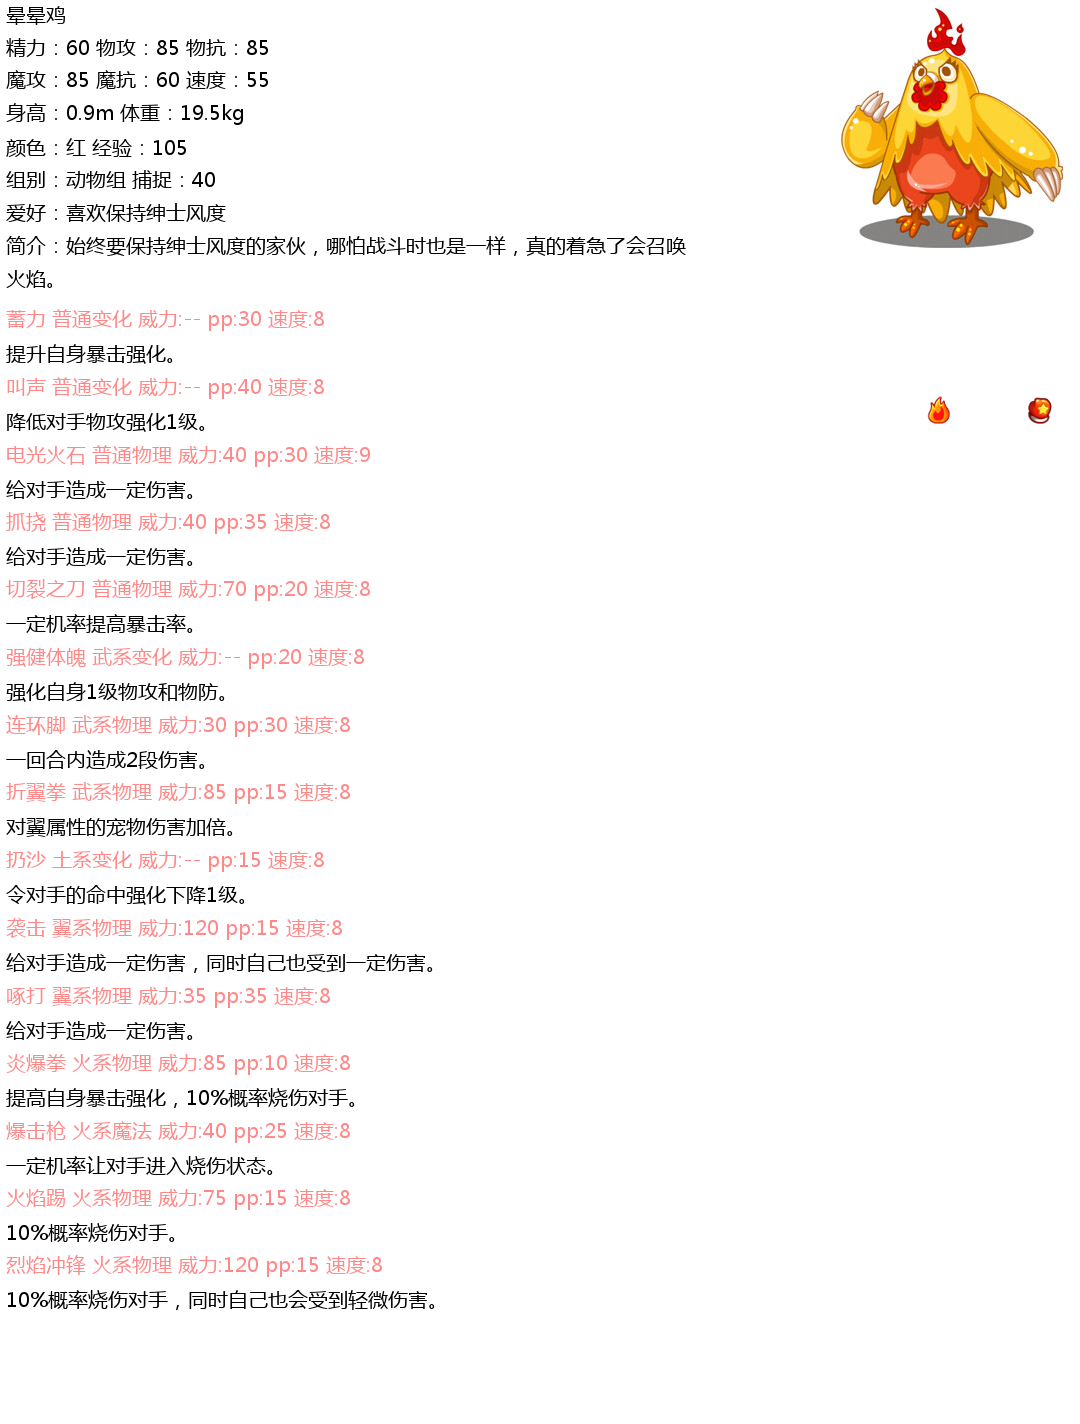 晕晕鸡
精力：60 物攻：85 物抗：85
魔攻：85 魔抗：60 速度：55
身高：0.9m 体重：19.5kg
颜色：红 经验：105
组别：动物组 捕捉：40
爱好：喜欢保持绅士风度
简介：始终要保持绅士风度的家伙，哪怕战斗时也是一样，真的着急了会召唤
火焰。
蓄力 普通变化 威力:-- pp:30 速度:8
提升自身暴击强化。
叫声 普通变化 威力:-- pp:40 速度:8
降低对手物攻强化1级。
电光火石 普通物理 威力:40 pp:30 速度:9
给对手造成一定伤害。
抓挠 普通物理 威力:40 pp:35 速度:8
给对手造成一定伤害。
切裂之刀 普通物理 威力:70 pp:20 速度:8
一定机率提高暴击率。
强健体魄 武系变化 威力:-- pp:20 速度:8
强化自身1级物攻和物防。
连环脚 武系物理 威力:30 pp:30 速度:8
一回合内造成2段伤害。
折翼拳 武系物理 威力:85 pp:15 速度:8
对翼属性的宠物伤害加倍。
扔沙 土系变化 威力:-- pp:15 速度:8
令对手的命中强化下降1级。
袭击 翼系物理 威力:120 pp:15 速度:8
给对手造成一定伤害，同时自己也受到一定伤害。
啄打 翼系物理 威力:35 pp:35 速度:8
给对手造成一定伤害。
炎爆拳 火系物理 威力:85 pp:10 速度:8
提高自身暴击强化，10%概率烧伤对手。
爆击枪 火系魔法 威力:40 pp:25 速度:8
一定机率让对手进入烧伤状态。
火焰踢 火系物理 威力:75 pp:15 速度:8
10%概率烧伤对手。
烈焰冲锋 火系物理 威力:120 pp:15 速度:8
10%概率烧伤对手，同时自己也会受到轻微伤害。